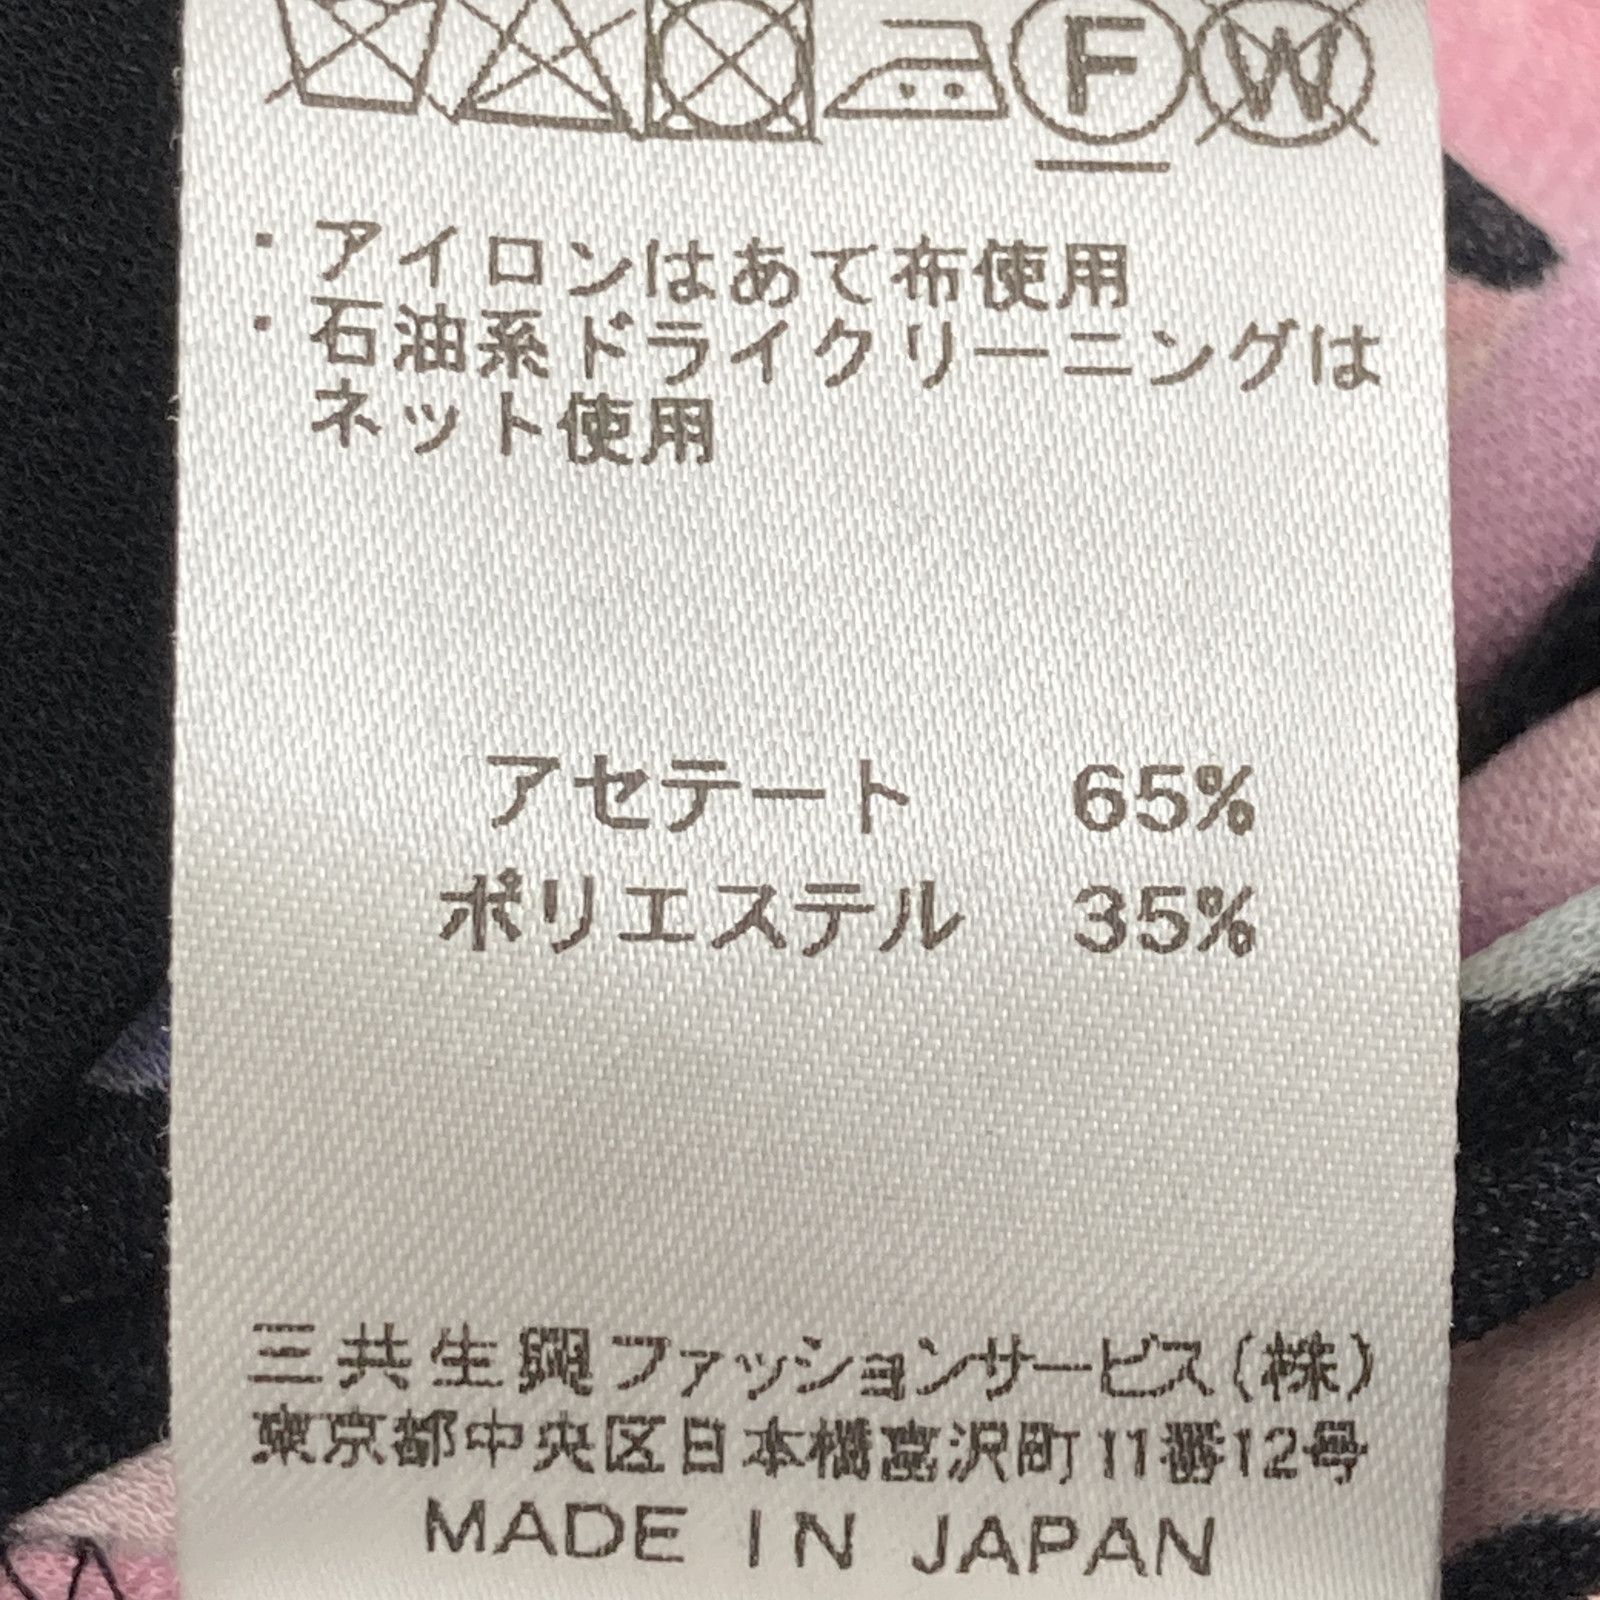 F W
・アイロンはあて布使用
・石油系ドライクリーニングは
ネット使用
アセテート 65%
ポリエステル 35%
三共生興ファッションサービス(株)
東京都中央区日本橋富沢町11番12号
MADE IN JAPAN